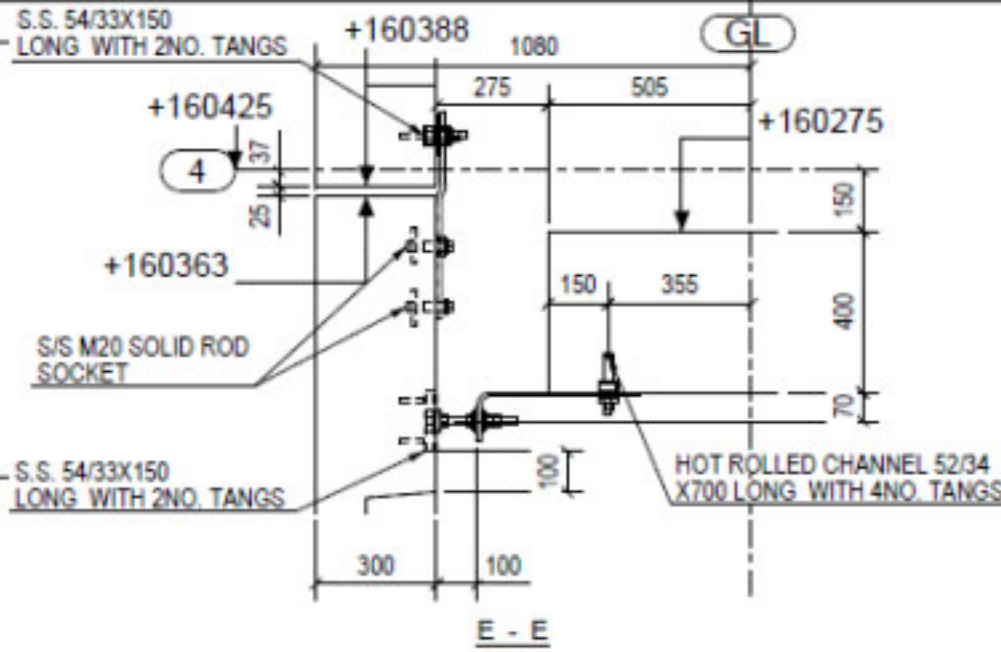 S.S. 54/33X150
LONG WITH 2NO. TANGS
+160388
1080
GL
275
505
+160425
+160275
4
37
25
150
+160363
150
355
400
S/S M20 SOLID ROD
SOCKET
70
S.S. 54/33X150
LONG WITH 2NO. TANGS
100
HOT ROLLED CHANNEL 52/34
X700 LONG WITH 4NO. TANGS
300
100
E - E